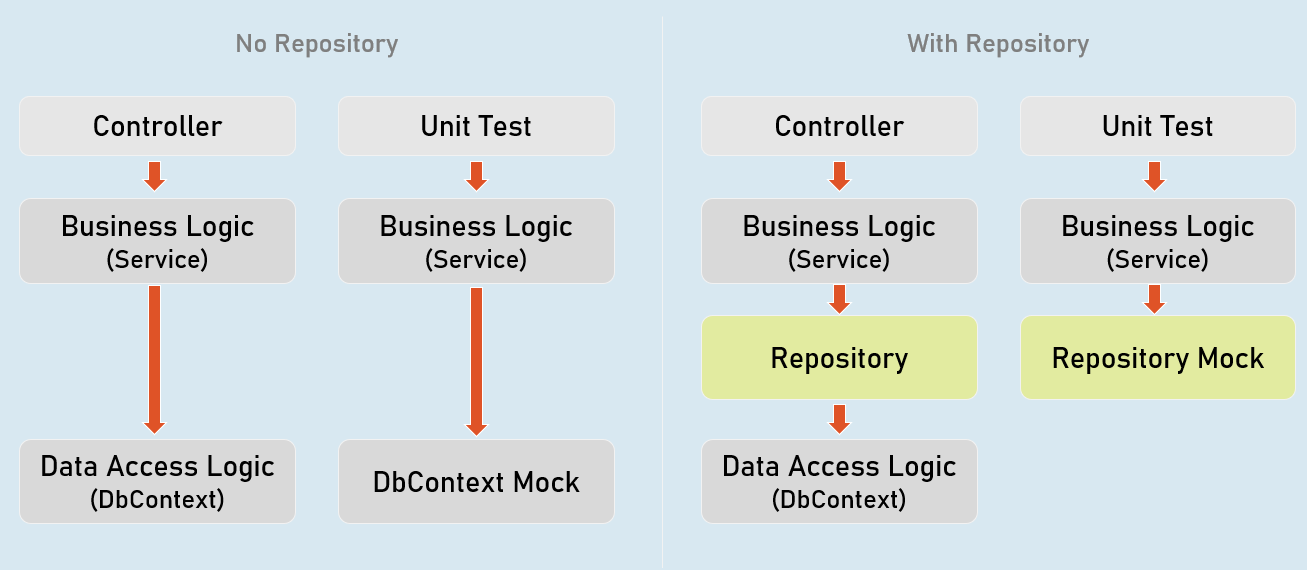 No Repository
Controller
Business Logic
(Service)
Data Access Logic
(DbContext)
Unit Test
Business Logic
(Service)
DbContext Mock
With Repository
Controller
Business Logic
(Service)
Repository
Data Access Logic
(DbContext)
Unit Test
Business Logic
(Service)
Repository Mock